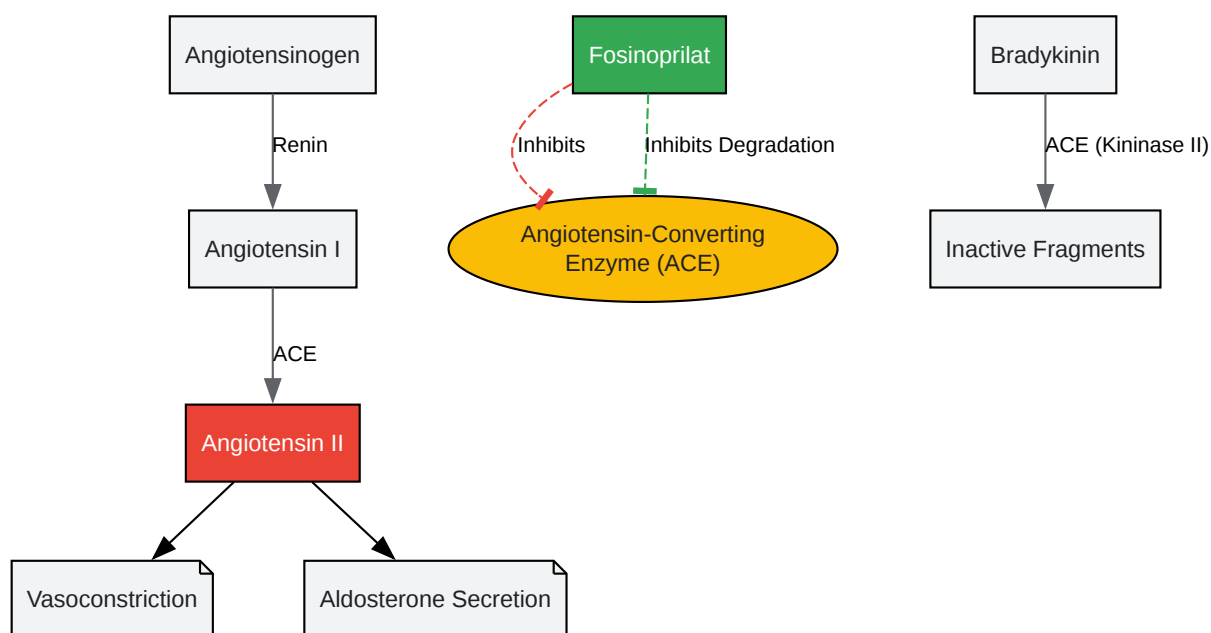 Angiotensinogen
Fosinoprilat
Bradykinin
Renin
Inhibits
Inhibits Degradation
ACE (Kininase II)
Angiotensin I
Angiotensin-Converting
Enzyme (ACE)
Inactive Fragments
ACE
Angiotensin II
Vasoconstriction
Aldosterone Secretion